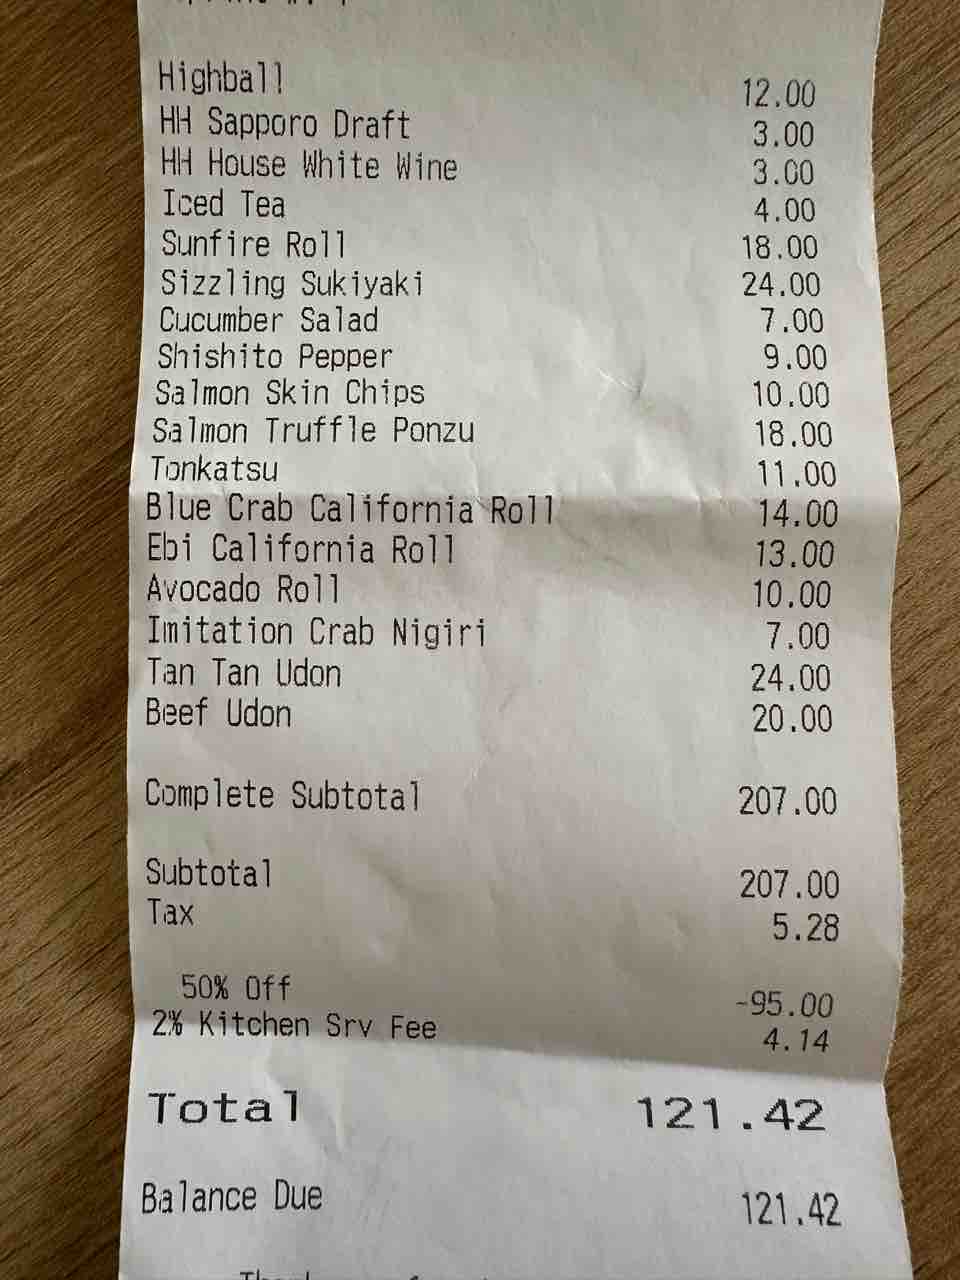 Highball 12.00
HH Sapporo Draft 3.00
HH House White Wine 3.00
Iced Tea 4.00
Sunfire Roll 18.00
Sizzling Sukiyaki 24.00
Cucumber Salad 7.00
Shishito Pepper 9.00
Salmon Skin Chips 10.00
Salmon Truffle Ponzu 18.00
Tonkatsu 11.00
Blue Crab California Roll 14.00
Ebi California Roll 13.00
Avocado Roll 10.00
Imitation Crab Nigiri 7.00
Tan Tan Udon 24.00
Beef Udon 20.00
Complete Subtotal 207.00
Subtotal 207.00
Tax 5.28
50% Off -95.00
2% Kitchen Srv Fee 4.14
Total 121.42
Balance Due 121.42